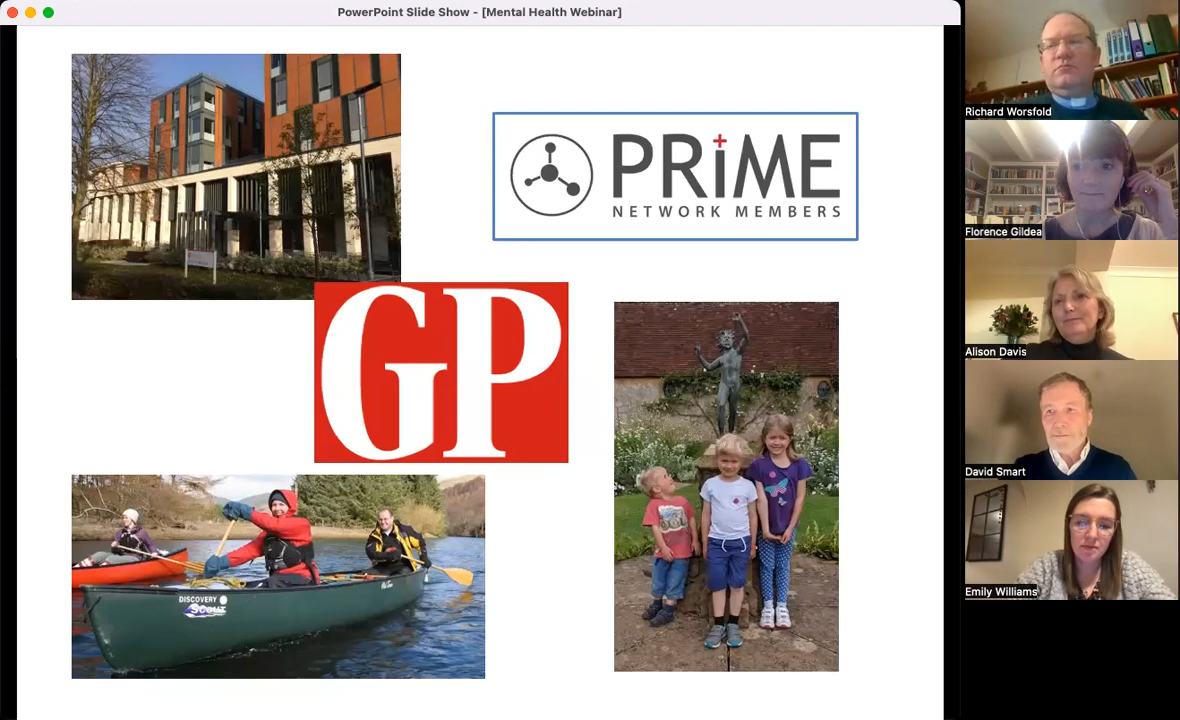 PowerPoint Slide Show - [Mental Health Webinar]
PRiME
NETWORK MEMBERS
GP
DISCOVERY
SCOUT
Richard Worsfold
Florence Gildea
Alison Davis
David Smart
Emily Williams